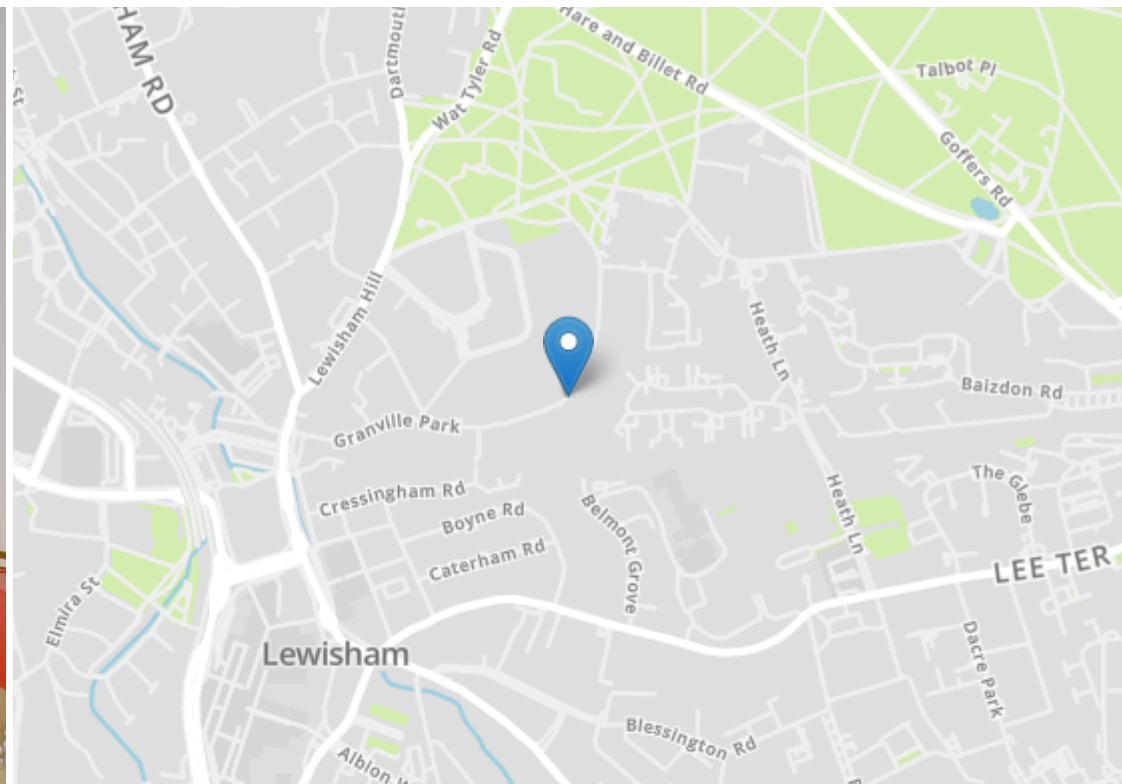 HAM RD
Dartmouth
Wat Tyler Rd
Hare and Billet Rd
Talbot Pl
Goffers Rd
Lewisham Hill
Heath Ln
Baizdon Rd
Granville Park
Cressingham Rd
Boyne Rd
Caterham Rd
Belmont Grove
Heath Ln
The Glebe
LEE TER
Elmira St
Lewisham
Dacre Park
Blessington Rd
Albion